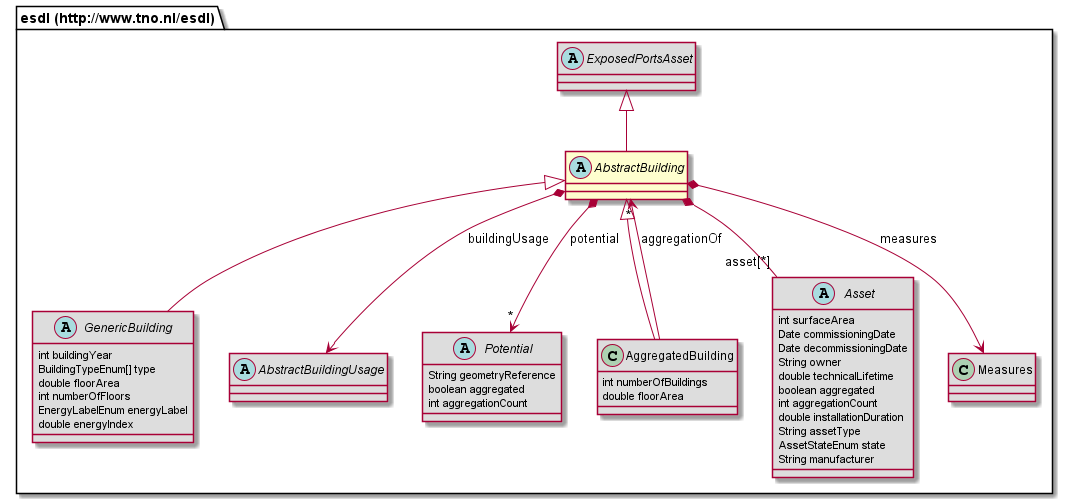 esdl (http://www.tno.nl/esdl)
A ExposedPortsAsset
A AbstractBuilding
*
buildingUsage
potential
aggregationOf
measures
asset[*]
*
A GenericBuilding
int buildingYear
BuildingTypeEnum[] type
double floorArea
int numberOfFloors
EnergyLabelEnum energyLabel
double energyIndex
A AbstractBuildingUsage
A Potential
String geometryReference
boolean aggregated
int aggregationCount
C AggregatedBuilding
int numberOfBuildings
double floorArea
A Asset
int surfaceArea
Date commissioningDate
Date decommissioningDate
String owner
double technicalLifetime
boolean aggregated
int aggregationCount
double installationDuration
String assetType
AssetStateEnum state
String manufacturer
C Measures